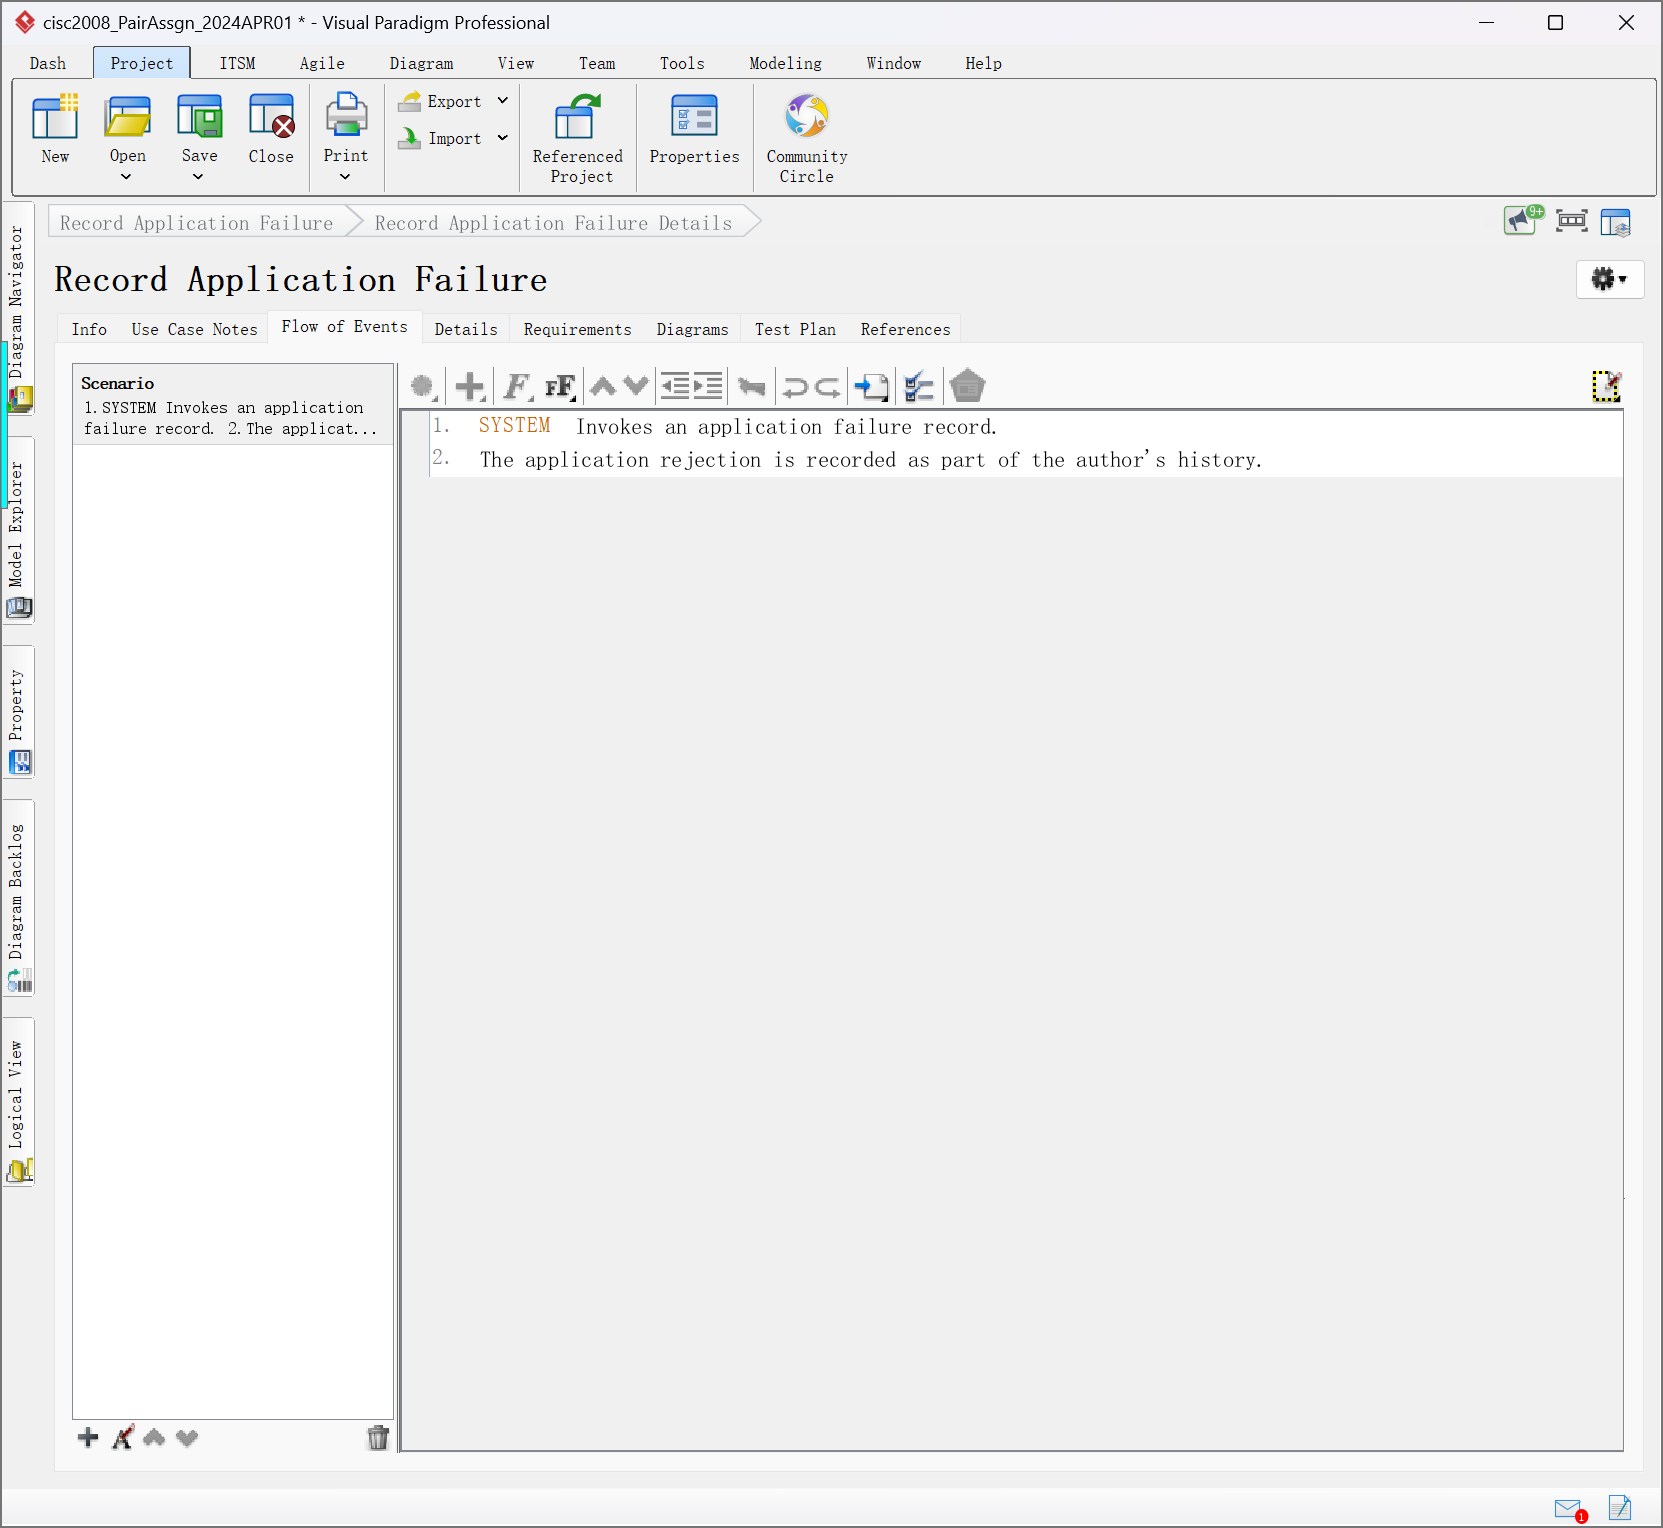 cisc2008_PairAssgn_2024APR01 * - Visual Paradigm Professional
Dash Project ITSM Agile Diagram View Team Tools Modeling Window Help
New Open Save Close Print Export Import Referenced Project Properties Community Circle
Record Application Failure Record Application Failure Details
9+
Record Application Failure
Info Use Case Notes Flow of Events Details Requirements Diagrams Test Plan References
Diagram Navigator
Model Explorer
Property
Diagram Backlog
Logical View
Scenario
1.SYSTEM Invokes an application
failure record. 2.The applicat...
F FF
1. SYSTEM Invokes an application failure record.
2. The application rejection is recorded as part of the author's history.
1